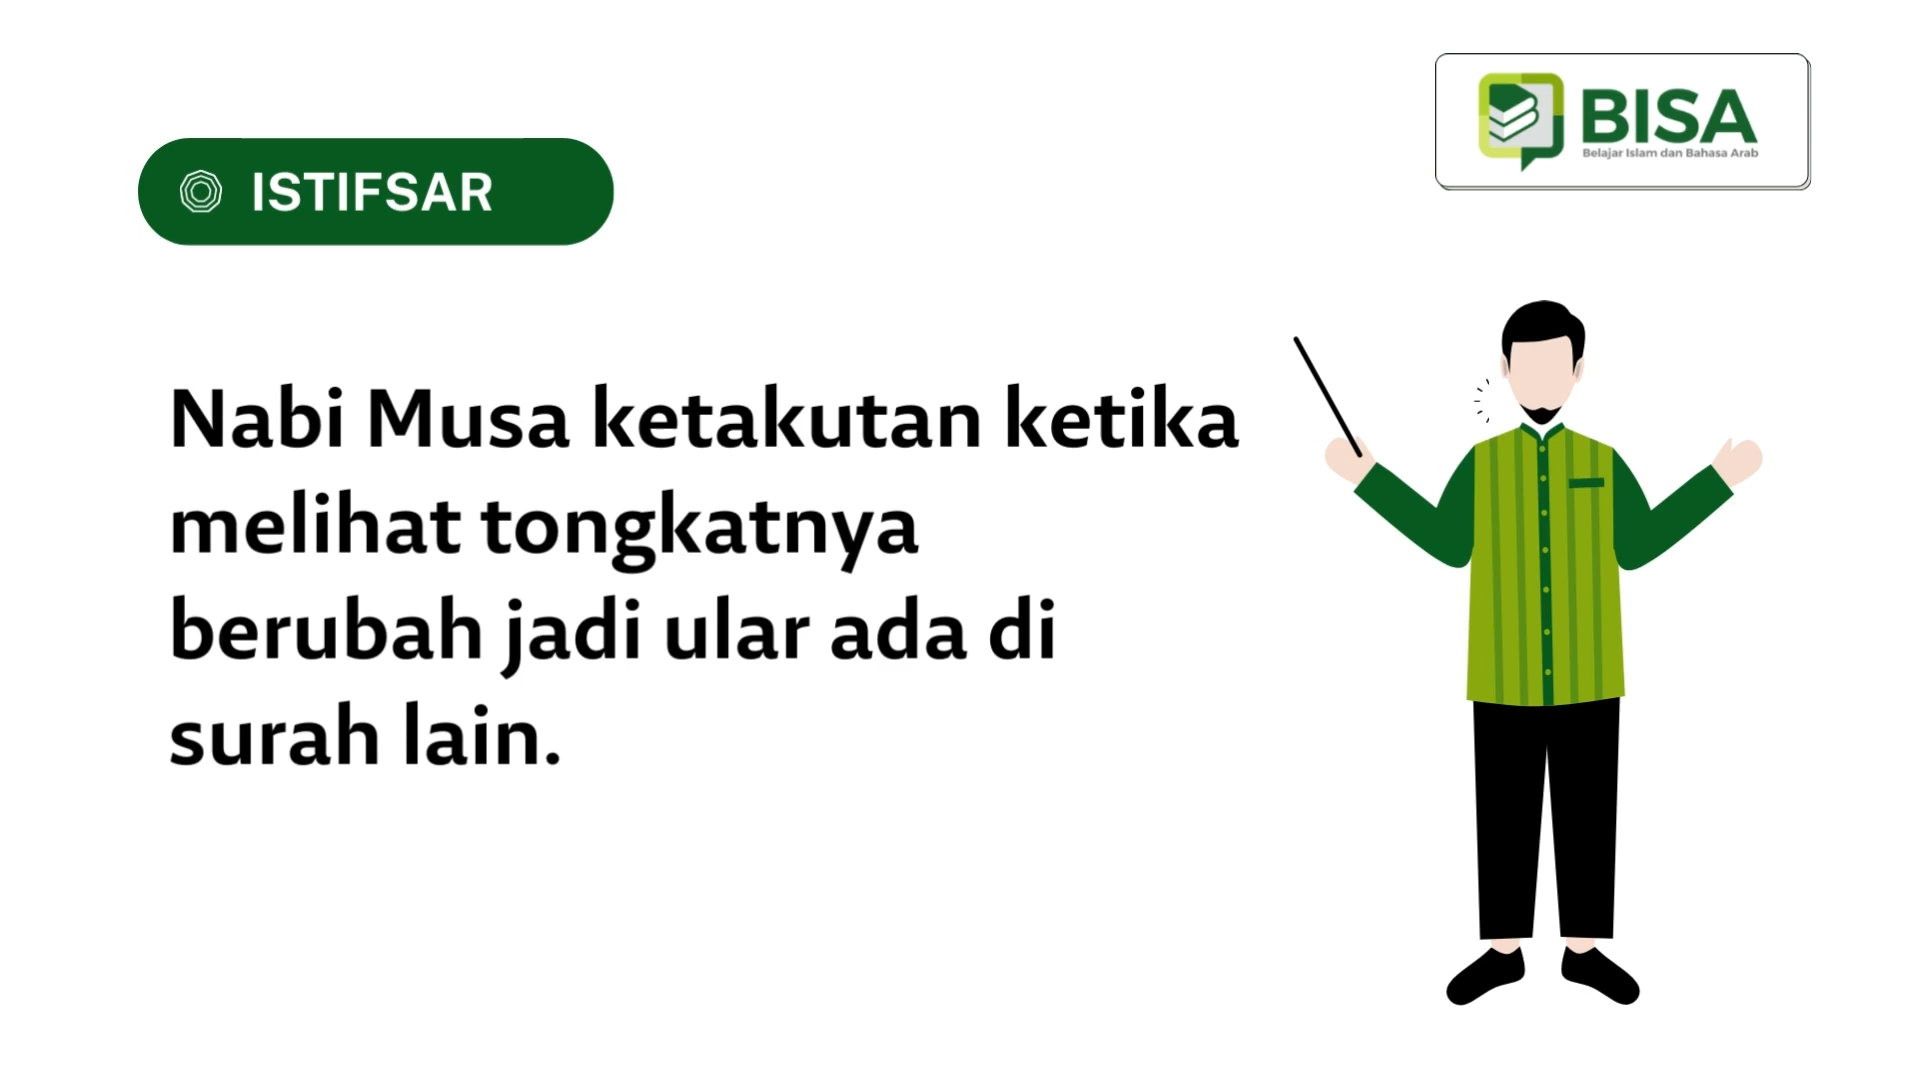 BISA
Belajar Islam dan Bahasa Arab
ISTIFSAR
Nabi Musa ketakutan ketika
melihat tongkatnya
berubah jadi ular ada di
surah lain.